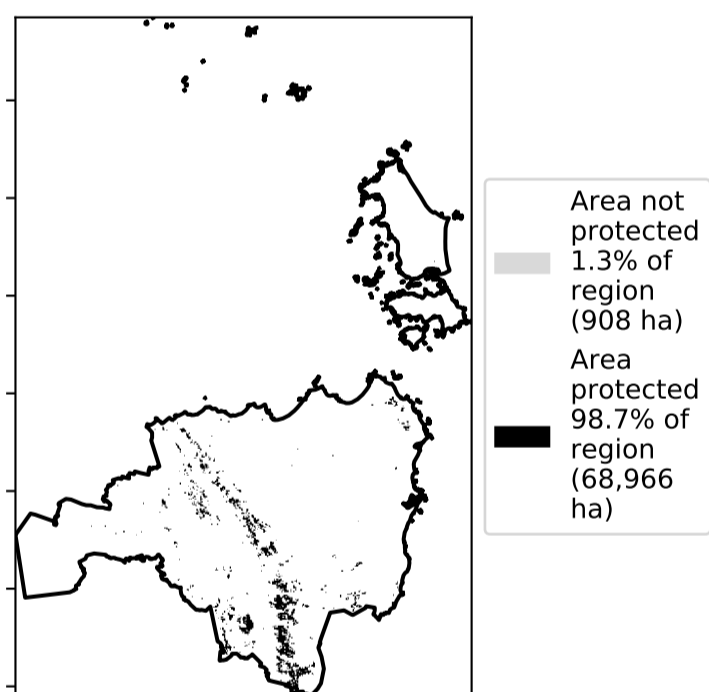 Area not
protected
1.3% of
region
(908 ha)
Area
protected
98.7% of
region
(68,966
ha)